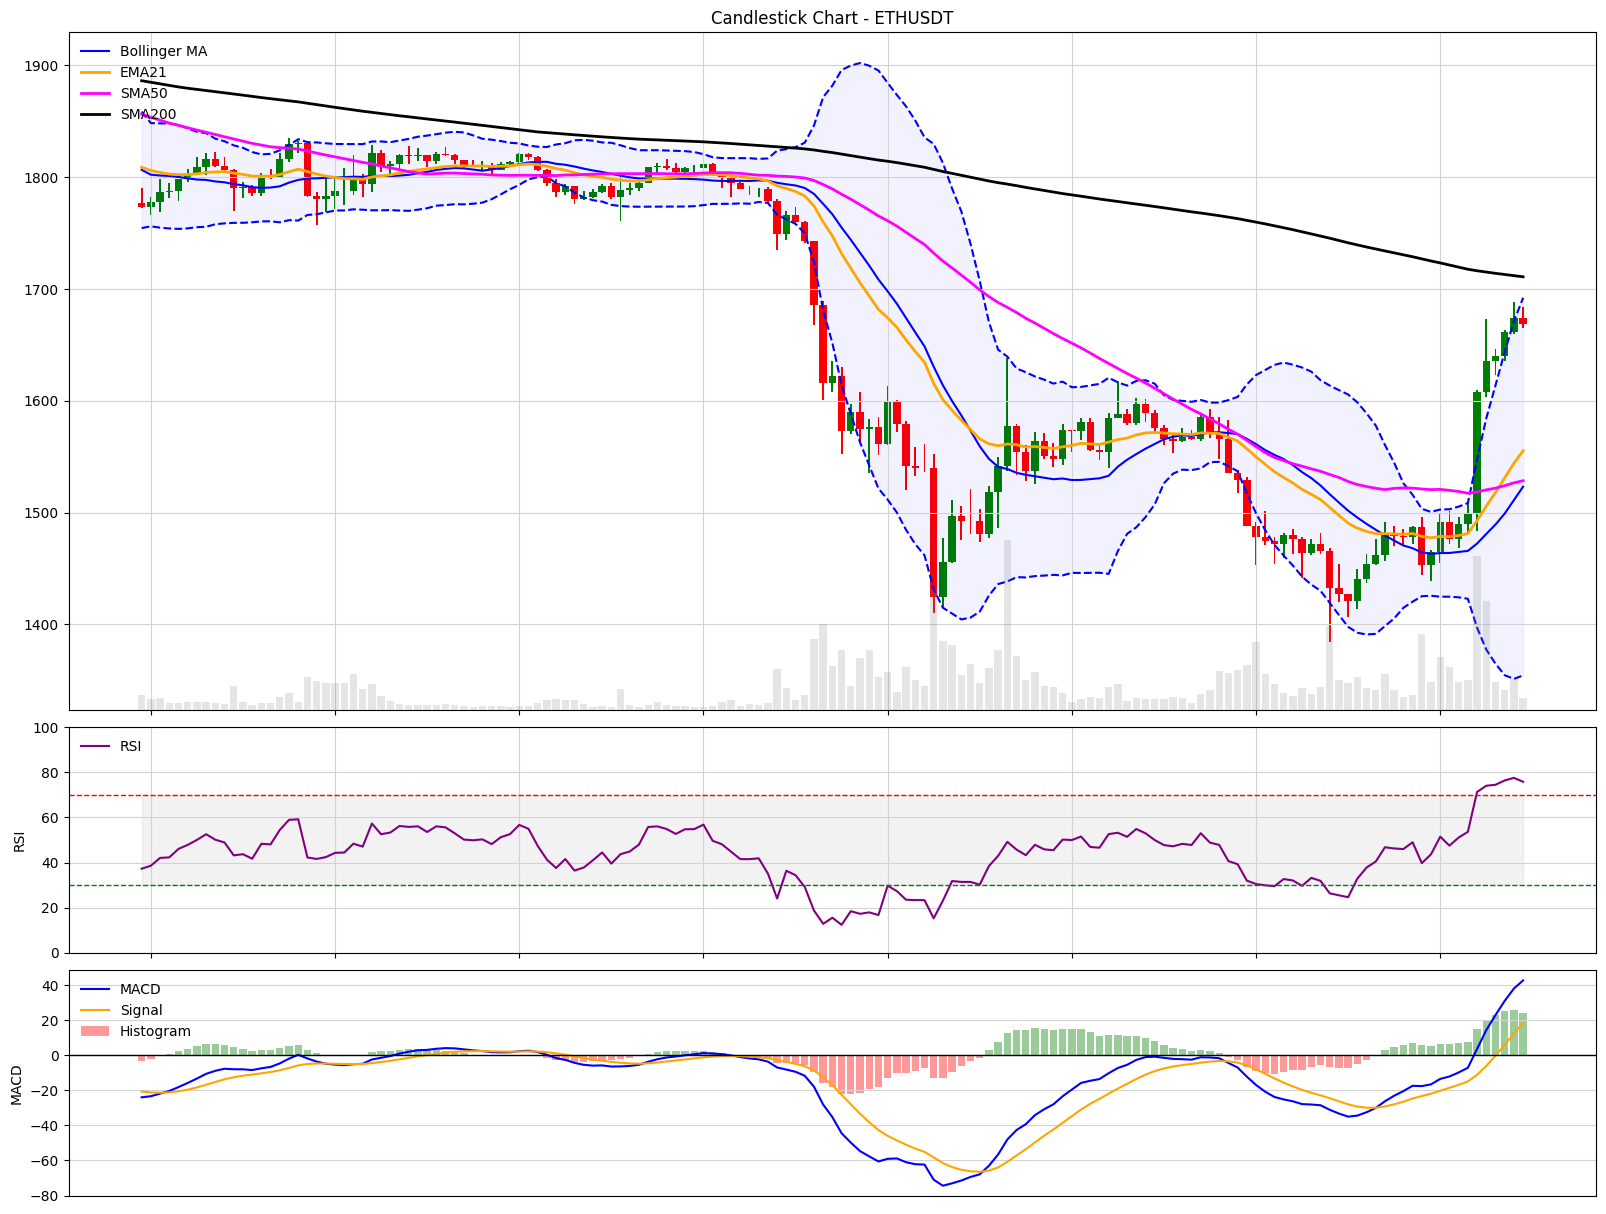 Candlestick Chart - ETHUSDT
Bollinger MA
EMA21
SMA50
SMA200
1900
1800
1700
1600
1500
1400
RSI
100
80
60
40
20
0
RSI
MACD
Signal
Histogram
40
20
0
−20
−40
−60
−80
MACD